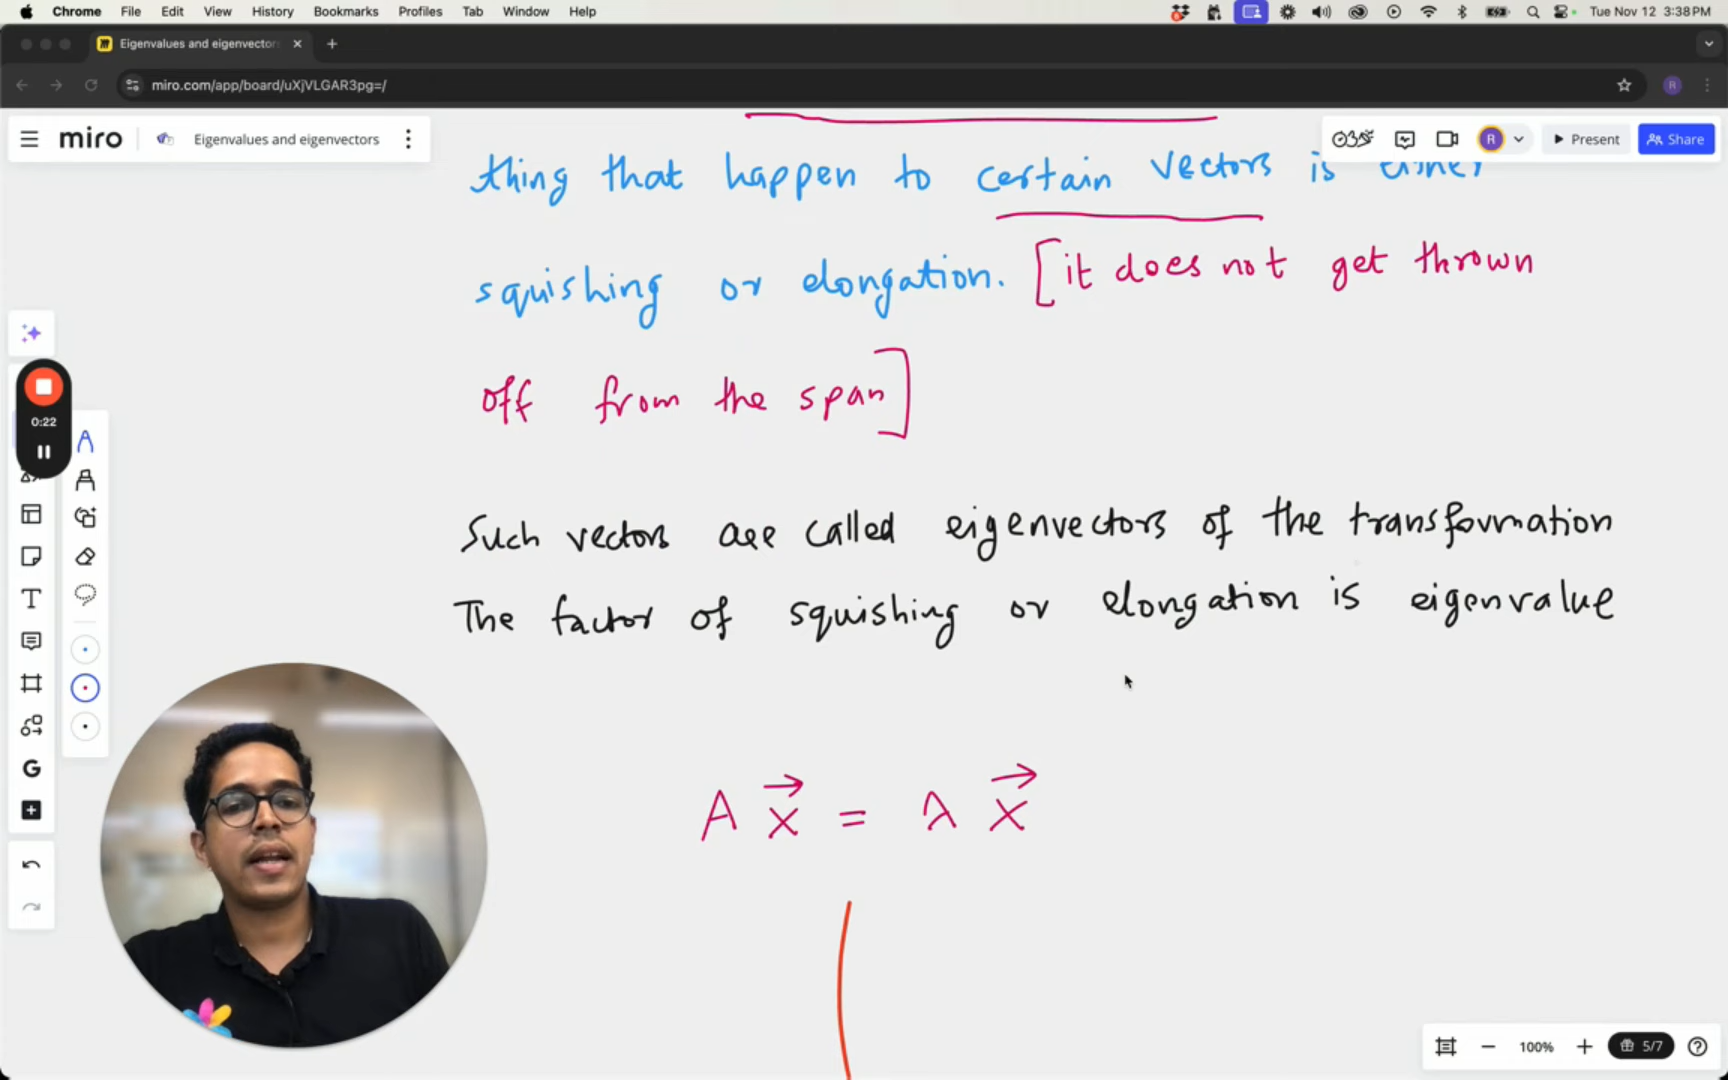 Chrome File Edit View History Bookmarks Profiles Tab Window Help Tue Nov 12 3:38 PM
Eigenvalues and eigenvector
miro.com/app/board/uXjVLGAR3pg=/ R
miro Eigenvalues and eigenvectors R Present Share
thing that happen to certain vectors is either
squishing or elongation. [it does not get thrown
off from the span]
0:22
Such vectors are called eigenvectors of the transformation
The factor of squishing or elongation is eigenvalue
T
G
A x⃗ = λ x⃗
100% 5/7